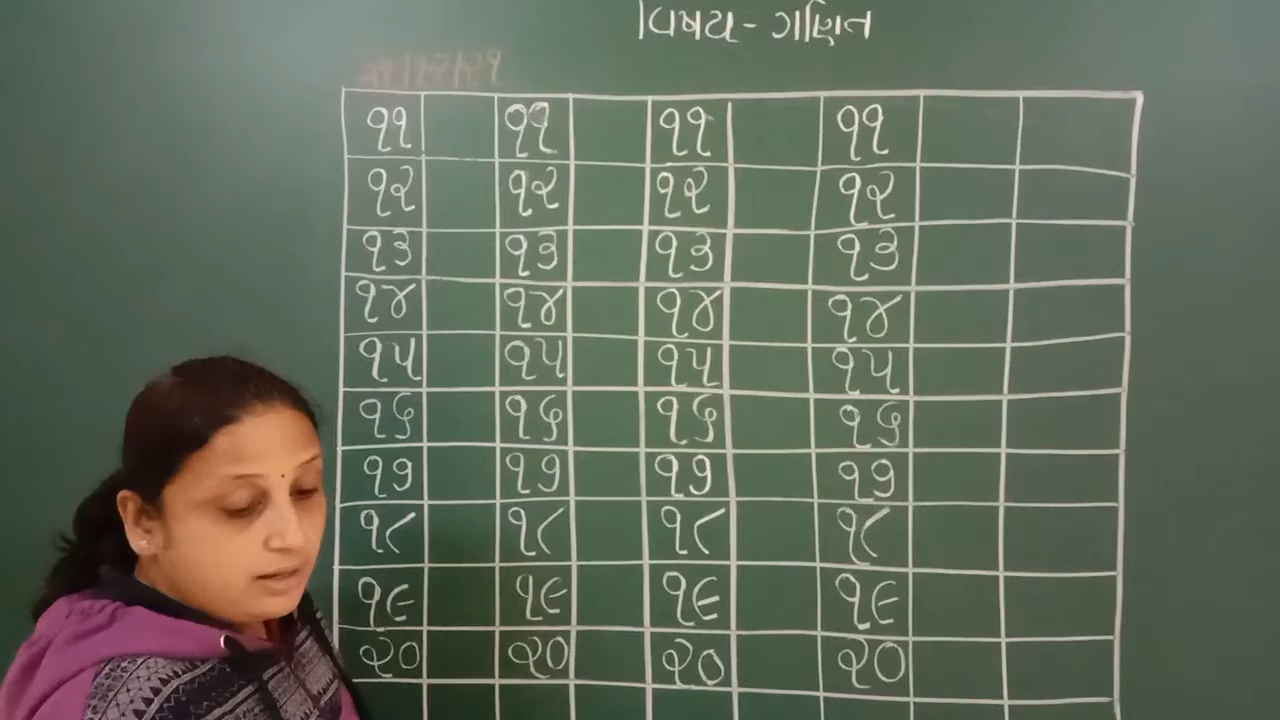 વિષય - ગણિત
૧૧ ૧૧ ૧૧ ૧૧
૧૨ ૧૨ ૧૨ ૧૨
૧૩ ૧૩ ૧૩ ૧૩
૧૪ ૧૪ ૧૪ ૧૪
૧૫ ૧૫ ૧૫ ૧૫
૧૬ ૧૬ ૧૬ ૧૬
૧૭ ૧૭ ૧૭ ૧૭
૧૮ ૧૮ ૧૮ ૧૮
૧૯ ૧૯ ૧૯ ૧૯
૨૦ ૨૦ ૨૦ ૨૦